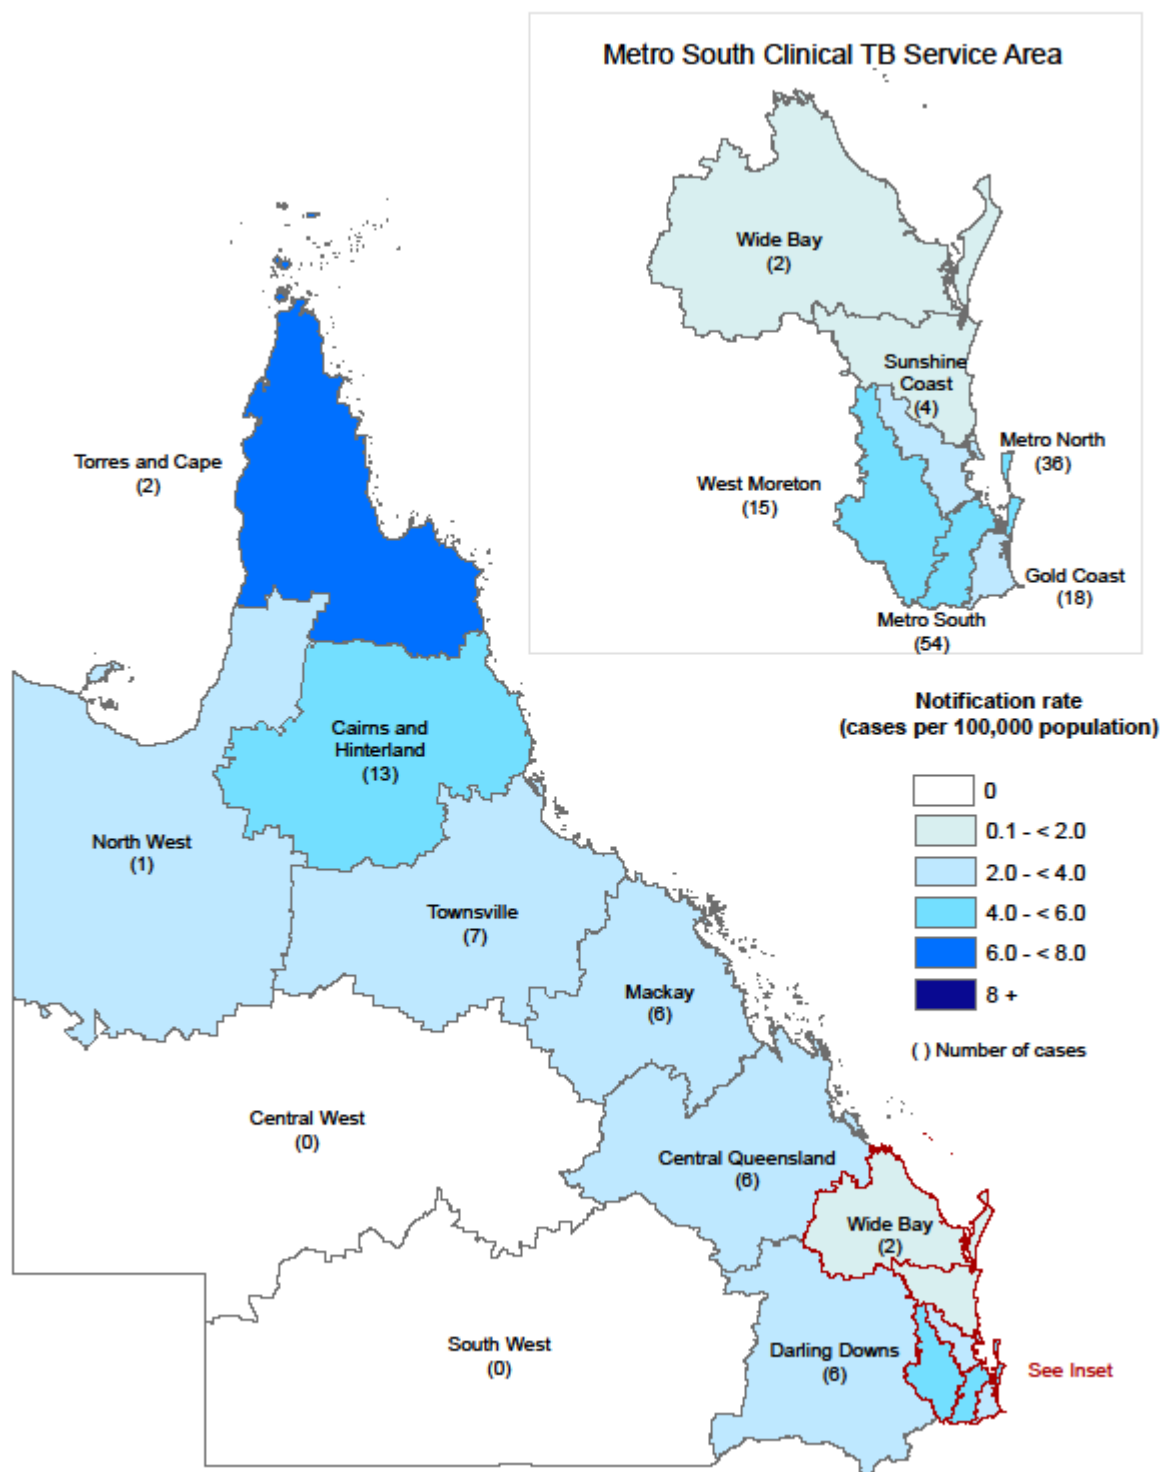 Metro South Clinical TB Service Area
Wide Bay
(2)
Sunshine
Coast
(4)
Metro North
(36)
West Moreton
(15)
Gold Coast
(18)
Metro South
(54)
Torres and Cape
(2)
Cairns and
Hinterland
(13)
North West
(1)
Townsville
(7)
Mackay
(6)
Central West
(0)
Central Queensland
(6)
Wide Bay
(2)
South West
(0)
Darling Downs
(6)
See Inset
Notification rate
(cases per 100,000 population)
0
0.1 - < 2.0
2.0 - < 4.0
4.0 - < 6.0
6.0 - < 8.0
8 +
( ) Number of cases